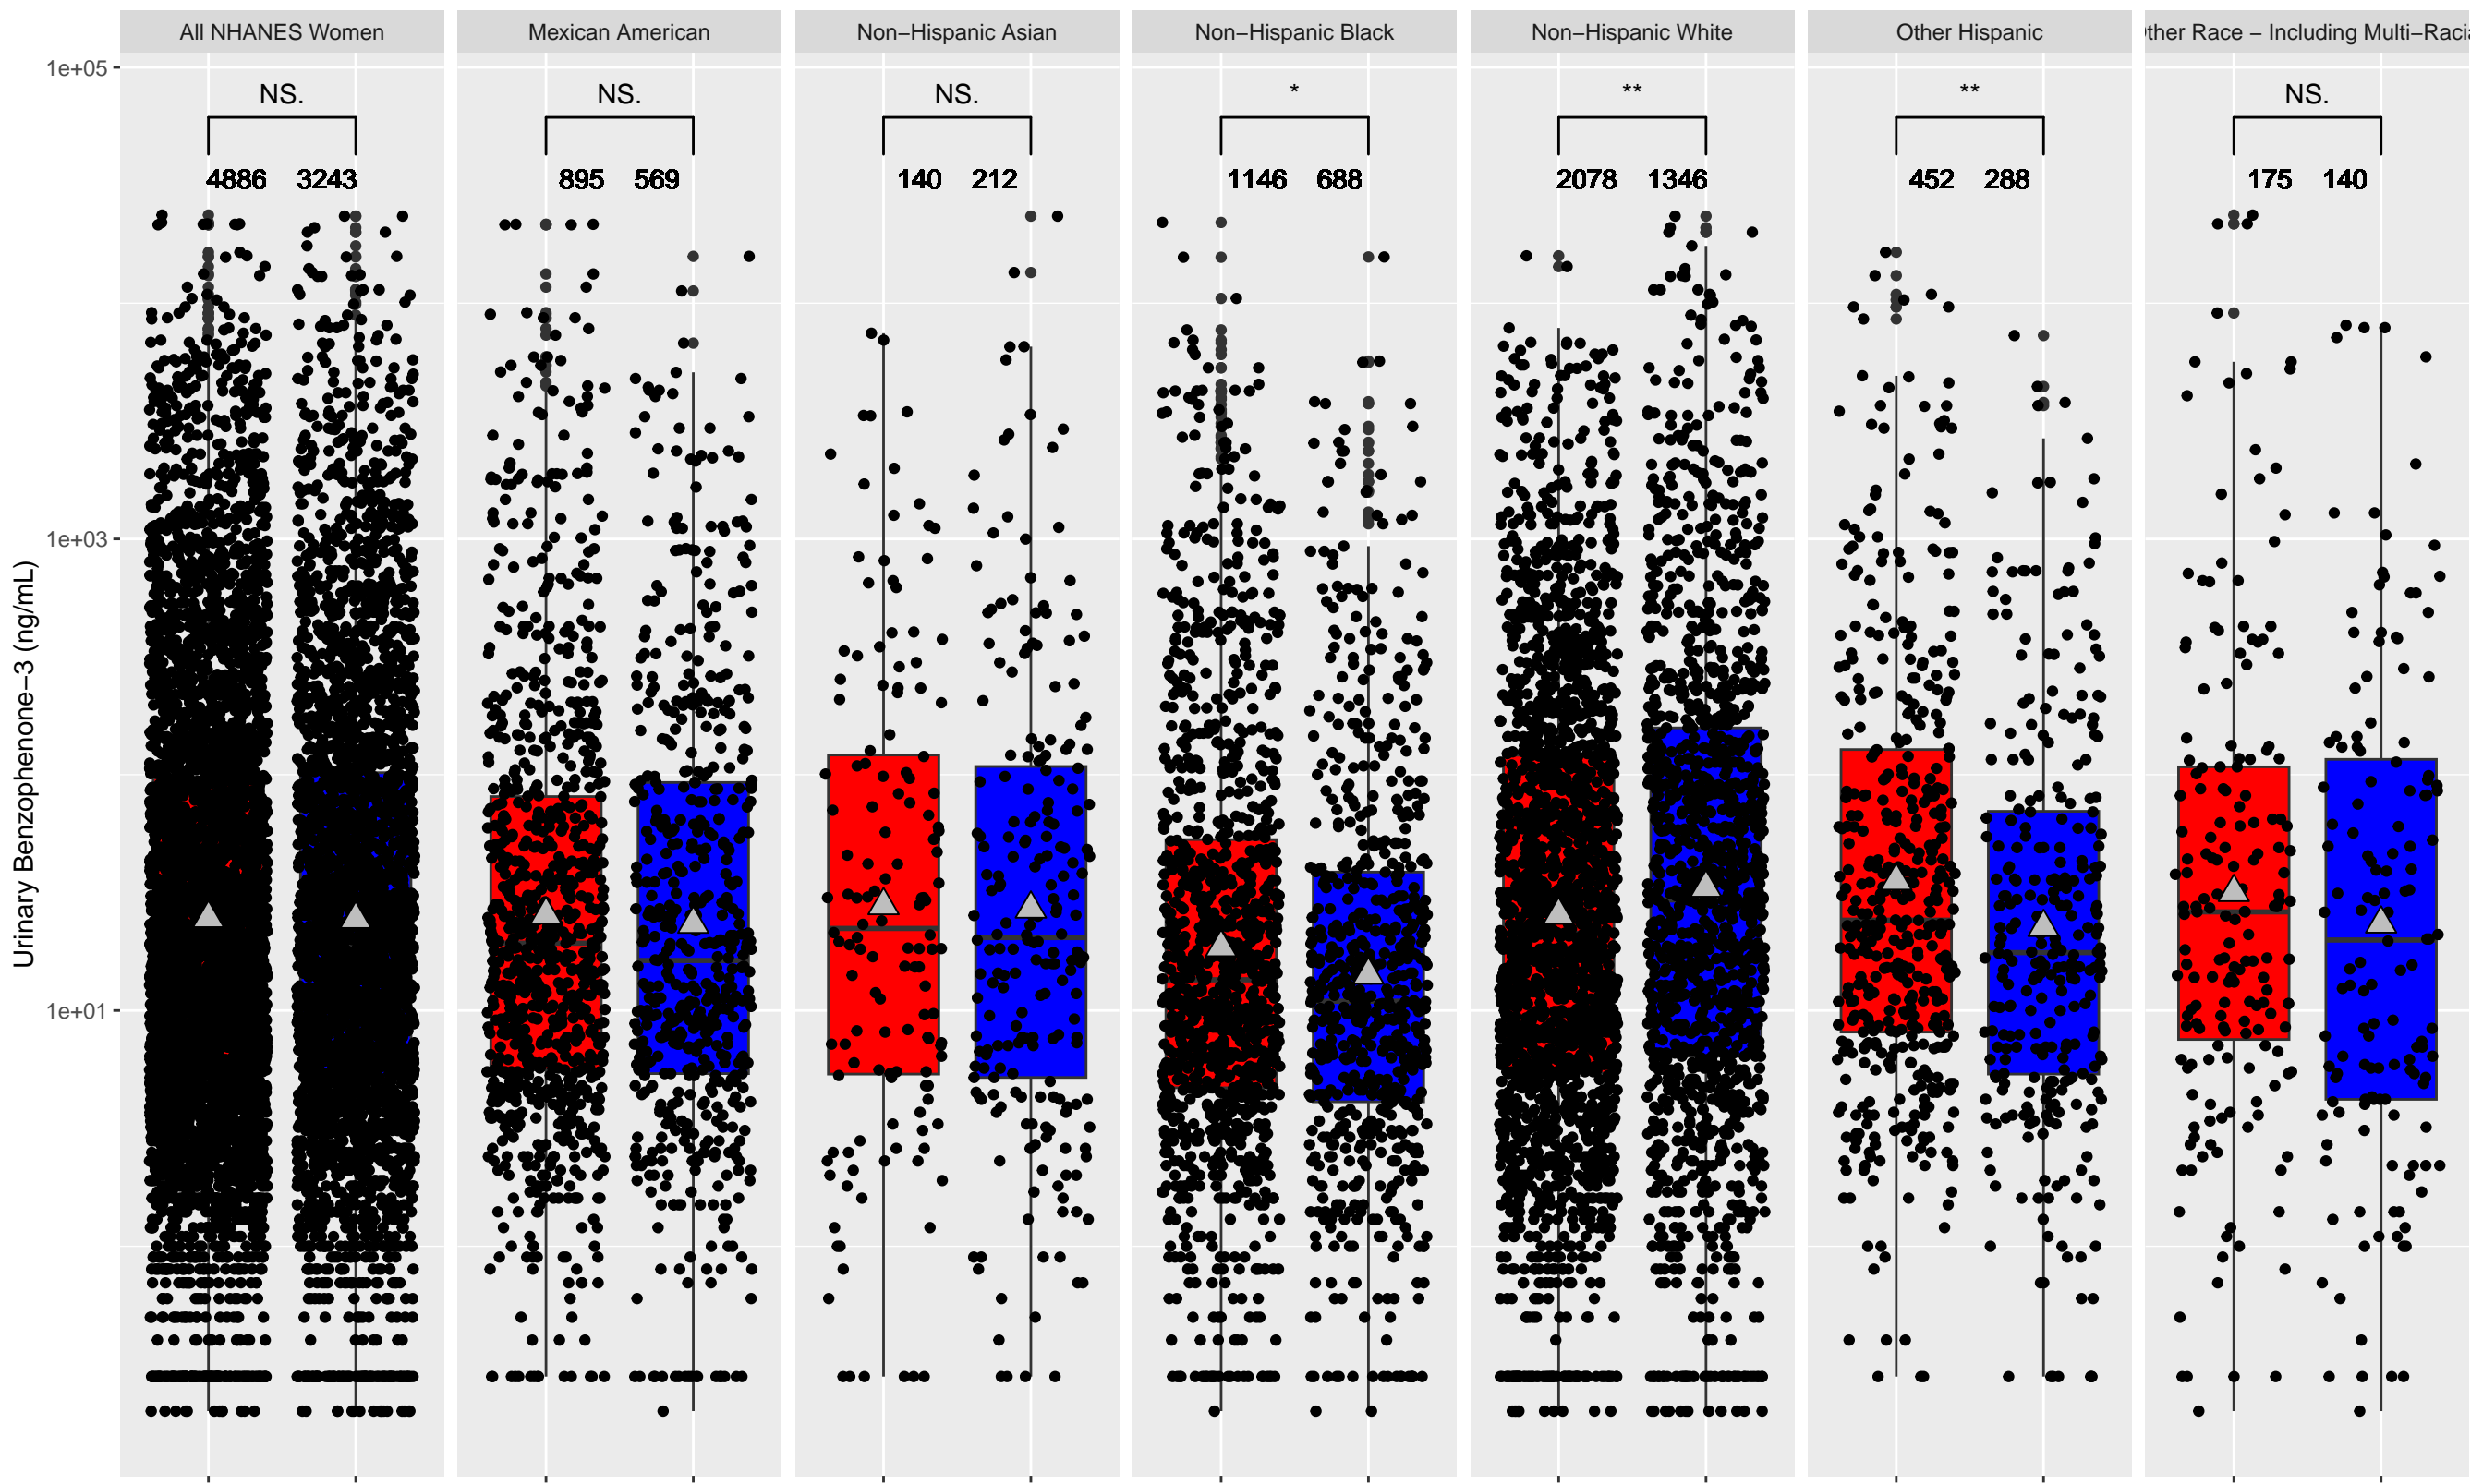 All NHANES Women
Mexican American
Non−Hispanic Asian
Non−Hispanic Black
Non−Hispanic White
Other Hispanic
ther Race − Including Multi−Racia
1e+05
NS.
NS.
NS.
*
**
**
NS.
4886 3243
895 569
140 212
1146 688
2078 1346
452 288
175 140
1e+03
Urinary Benzophenone−3 (ng/mL)
1e+01